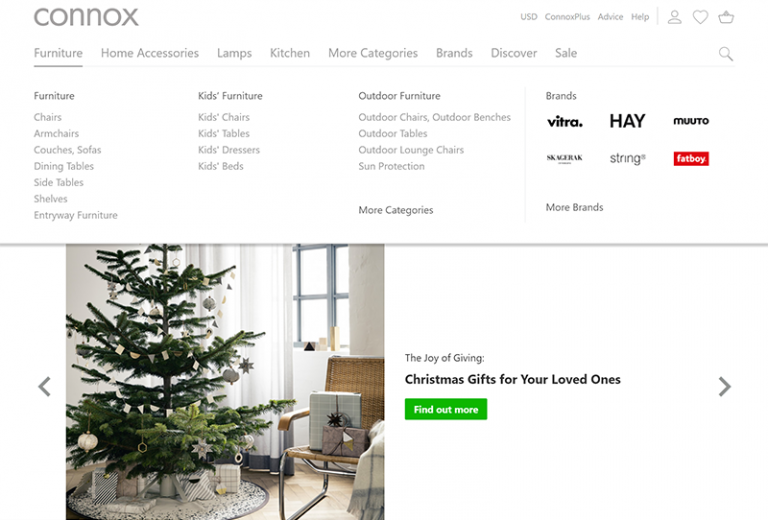 connox
USD ConnoxPlus Advice Help
Furniture Home Accessories Lamps Kitchen More Categories Brands Discover Sale
Furniture
Chairs
Armchairs
Couches, Sofas
Dining Tables
Side Tables
Shelves
Entryway Furniture
Kids' Furniture
Kids' Chairs
Kids' Tables
Kids' Dressers
Kids' Beds
Outdoor Furniture
Outdoor Chairs, Outdoor Benches
Outdoor Tables
Outdoor Lounge Chairs
Sun Protection
More Categories
Brands
vitra. HAY muuto
SKAGERAK string® fatboy
More Brands
The Joy of Giving:
Christmas Gifts for Your Loved Ones
Find out more